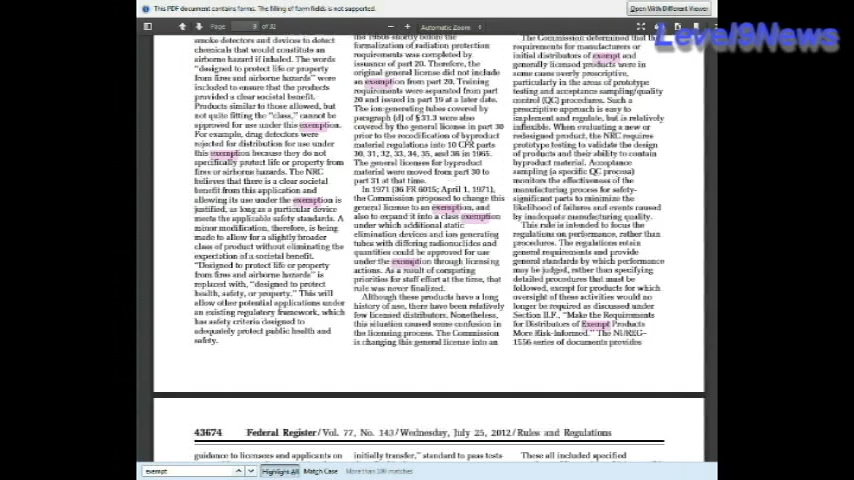 This PDF document contains forms. The filling of form fields is not supported.
Open With Different Viewer
Page:
9
of 32
Automatic Zoom
Level9News
smoke detectors and devices to detect
chemicals that would constitute an
airborne hazard if inhaled. The words
"designed to protect life or property
from fires and airborne hazards" were
included to ensure that the products
provided a clear societal benefit.
Products similar to those allowed, but
not quite fitting the "class," cannot be
approved for use under this exemption.
For example, drug detectors were
rejected for distribution for use under
this exemption because they do not
specifically protect life or property from
fires or airborne hazards. The NRC
believes that there is a clear societal
benefit from this application and
allowing its use under the exemption is
justified, as long as a particular device
meets the applicable safety standards. A
minor modification, therefore, is being
made to allow for a slightly broader
class of product without eliminating the
expectation of a societal benefit.
"Designed to protect life or property
from fires and airborne hazards" is
replaced with, "designed to protect
health, safety, or property." This will
allow other potential applications under
an existing regulatory framework, which
has safety criteria designed to
adequately protect public health and
safety.
the 1960s shortly before the
formalization of radiation protection
requirements was completed by
issuance of part 20. Therefore, the
original general license did not include
an exemption from part 20. Training
requirements were separated from part
20 and issued in part 19 at a later date.
The ion-generating tubes covered by
paragraph (d) of § 31.3 were also
covered by the general license in part 30
prior to the recodification of byproduct
material regulations into 10 CFR parts
30, 31, 32, 33, 34, 35, and 36 in 1965.
The general licenses for byproduct
material were moved from part 30 to
part 31 at that time.
In 1971 (36 FR 6015; April 1, 1971),
the Commission proposed to change this
general license to an exemption, and
also to expand it into a class exemption
under which additional static
elimination devices and ion generating
tubes with differing radionuclides and
quantities could be approved for use
under the exemption through licensing
actions. As a result of competing
priorities for staff effort at the time, that
rule was never finalized.
Although these products have a long
history of use, there have been relatively
few licensed distributors. Nonetheless,
this situation caused some confusion in
the licensing process. The Commission
is changing this general license into an
The Commission determined that the
requirements for manufacturers or
initial distributors of exempt and
generally licensed products were in
some cases overly prescriptive,
particularly in the areas of prototype
testing and acceptance sampling/quality
control (QC) procedures. Such a
prescriptive approach is easy to
implement and regulate, but is relatively
inflexible. When evaluating a new or
redesigned product, the NRC requires
prototype testing to validate the design
of products and their ability to contain
byproduct material. Acceptance
sampling (a specific QC process)
monitors the effectiveness of the
manufacturing process for safety-
significant parts to minimize the
likelihood of failures and events caused
by inadequate manufacturing quality.
This rule is intended to focus the
regulations on performance, rather than
procedures. The regulations retain
general requirements and provide
general standards by which performance
may be judged, rather than specifying
detailed procedures that must be
followed, except for products for which
oversight of these activities would no
longer be required as discussed under
Section II.F., "Make the Requirements
for Distributors of Exempt Products
More Risk-Informed." The NUREG–
1556 series of documents provides
43674 Federal Register / Vol. 77, No. 143 / Wednesday, July 25, 2012 / Rules and Regulations
guidance to licensees and applicants on
initially transfer," standard to pass tests
These all included specified
exempt
Highlight All
Match Case
More than 100 matches